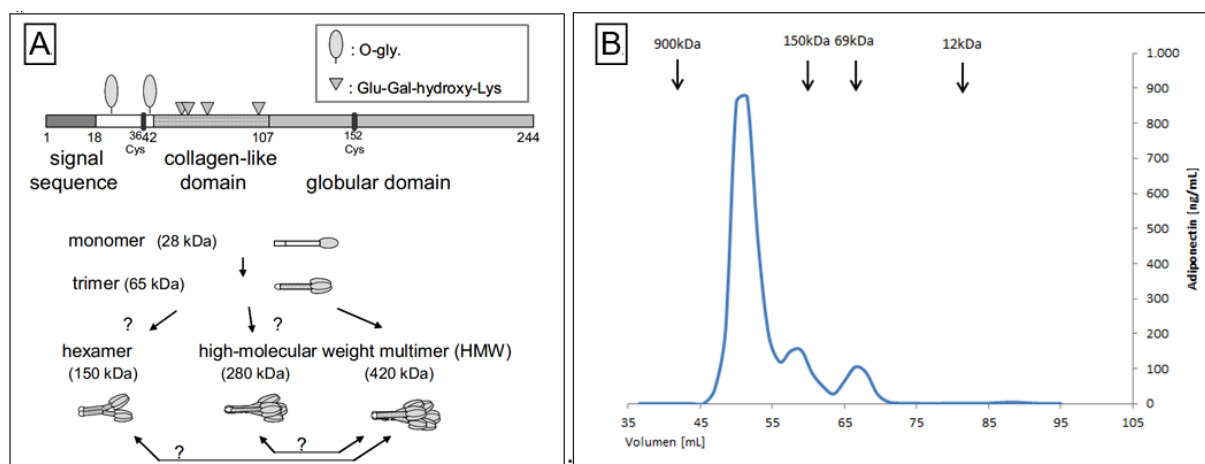 A
: O-gly.
: Glu-Gal-hydroxy-Lys
1 18 36 42 107 152 244
Cys Cys
signal sequence
collagen-like domain
globular domain
monomer (28 kDa)
trimer (65 kDa)
? ?
hexamer
(150 kDa)
high-molecular weight multimer (HMW)
(280 kDa) (420 kDa)
?
?
B
900kDa 150kDa 69kDa 12kDa
1.000
900
800
700
600
500
400
300
200
100
0
Adiponectin [ng/mL]
35 45 55 65 75 85 95 105
Volumen [mL]